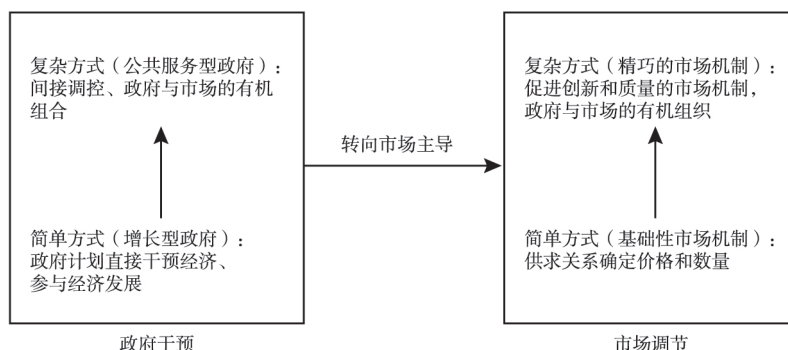 复杂方式（公共服务型政府）：
间接调控、政府与市场的有机
组合
简单方式（增长型政府）：
政府计划直接干预经济、
参与经济发展
政府干预
转向市场主导
复杂方式（精巧的市场机制）：
促进创新和质量的市场机制，
政府与市场的有机组织
简单方式（基础性市场机制）：
供求关系确定价格和数量
市场调节